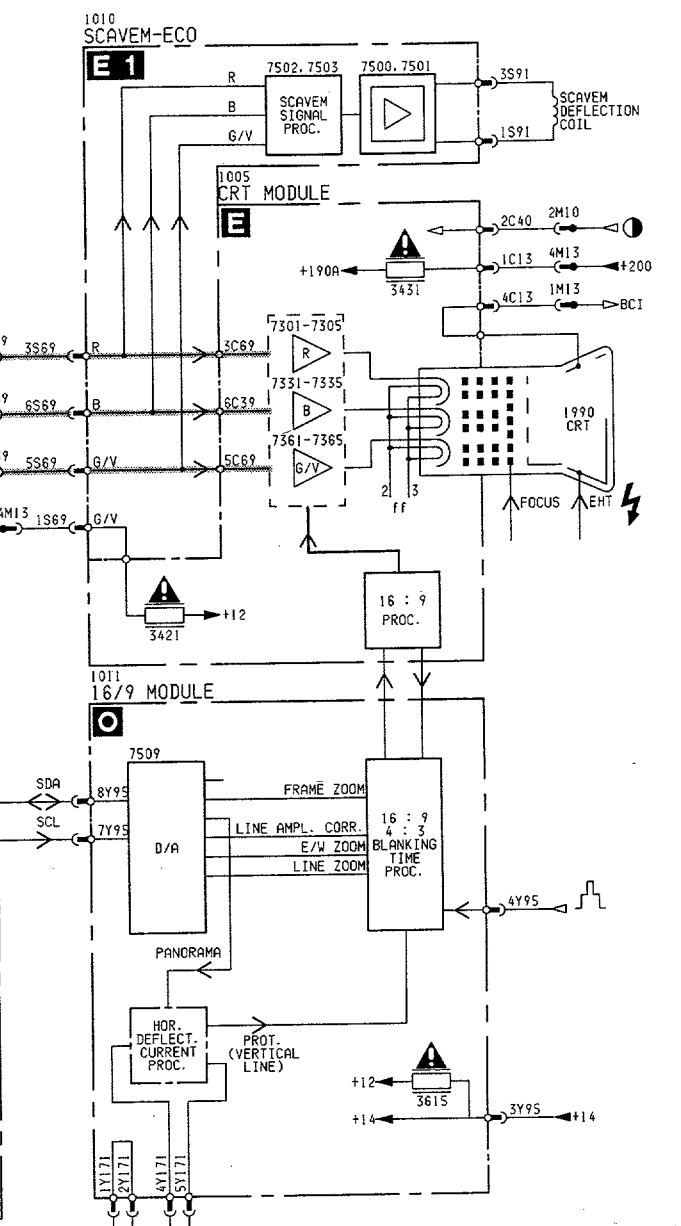 1010
SCAVEM-ECO
E 1
7502,7503
7500,7501
R
B
G/V
SCAVEM
SIGNAL
PROC.
3S91
1S91
SCAVEM
DEFLECTION
COIL
1005
CRT MODULE
E
2C40
2M10
+190A
3431
1C13
4M13
+200
4C13
1M13
BCI
9
3S69
R
3C69
7301-7305
R
9
6S69
B
6C39
7331-7335
B
9
5S69
G/V
5C69
7361-7365
G/V
1990
CRT
2
3
ff
FOCUS
EHT
4M13
1S69
G/V
+12
3421
16 : 9
PROC.
1011
16/9 MODULE
O
7509
SDA
8Y95
SCL
7Y95
D/A
FRAME ZOOM
LINE AMPL. CORR.
E/W ZOOM
LINE ZOOM
16 : 9
4 : 3
BLANKING
TIME
PROC.
4Y95
PANORAMA
HOR.
DEFLECT.
CURRENT
PROC.
PROT.
(VERTICAL
LINE)
+12
3615
+14
3Y95
+14
1Y171
2Y171
4Y171
5Y171